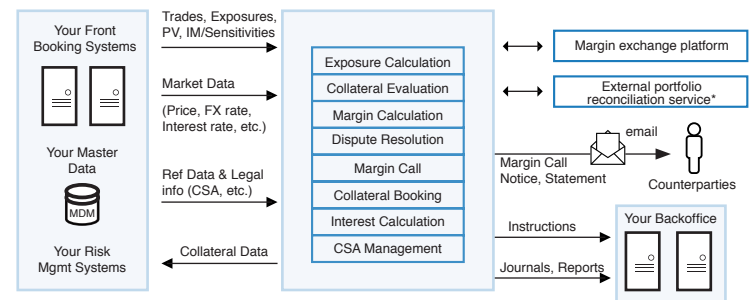 Your Front
Booking Systems
Your Master
Data
MDM
Your Risk
Mgmt Systems
Trades, Exposures,
PV, IM/Sensitivities
Market Data
(Price, FX rate,
Interest rate, etc.)
Ref Data & Legal
info (CSA, etc.)
Collateral Data
Exposure Calculation
Collateral Evaluation
Margin Calculation
Dispute Resolution
Margin Call
Collateral Booking
Interest Calculation
CSA Management
Margin exchange platform
External portfolio
reconciliation service*
email
Margin Call
Notice, Statement
Counterparties
Instructions
Journals, Reports
Your Backoffice